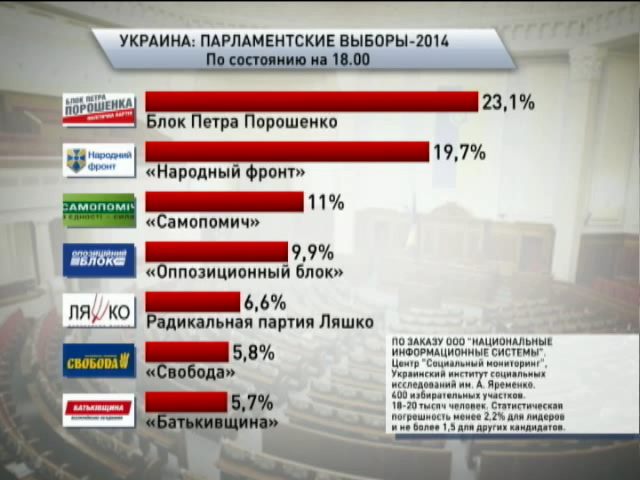 УКРАИНА: ПАРЛАМЕНТСКИЕ ВЫБОРЫ-2014
По состоянию на 18.00
БЛОК ПЕТРА
ПОРОШЕНКА
ПОЛІТИЧНА ПАРТІЯ
23,1%
Блок Петра Порошенко
Народний
фронт
19,7%
«Народный фронт»
САМОПОМІЧ
11%
«Самопомич»
ОПОЗИЦІЙНИЙ
БЛОК
9,9%
«Оппозиционный блок»
ЛЯШКО
6,6%
Радикальная партия Ляшко
СВОБОДА
5,8%
«Свобода»
БАТЬКІВЩИНА
5,7%
«Батькивщина»
ПО ЗАКАЗУ ООО "НАЦИОНАЛЬНЫЕ
ИНФОРМАЦИОННЫЕ СИСТЕМЫ".
Центр "Социальный мониторинг",
Украинский институт социальных
исследований им. А. Яременко.
400 избирательных участков.
18-20 тысяч человек. Статистическая
погрешность менее 2,2% для лидеров
и не более 1,5 для других кандидатов.